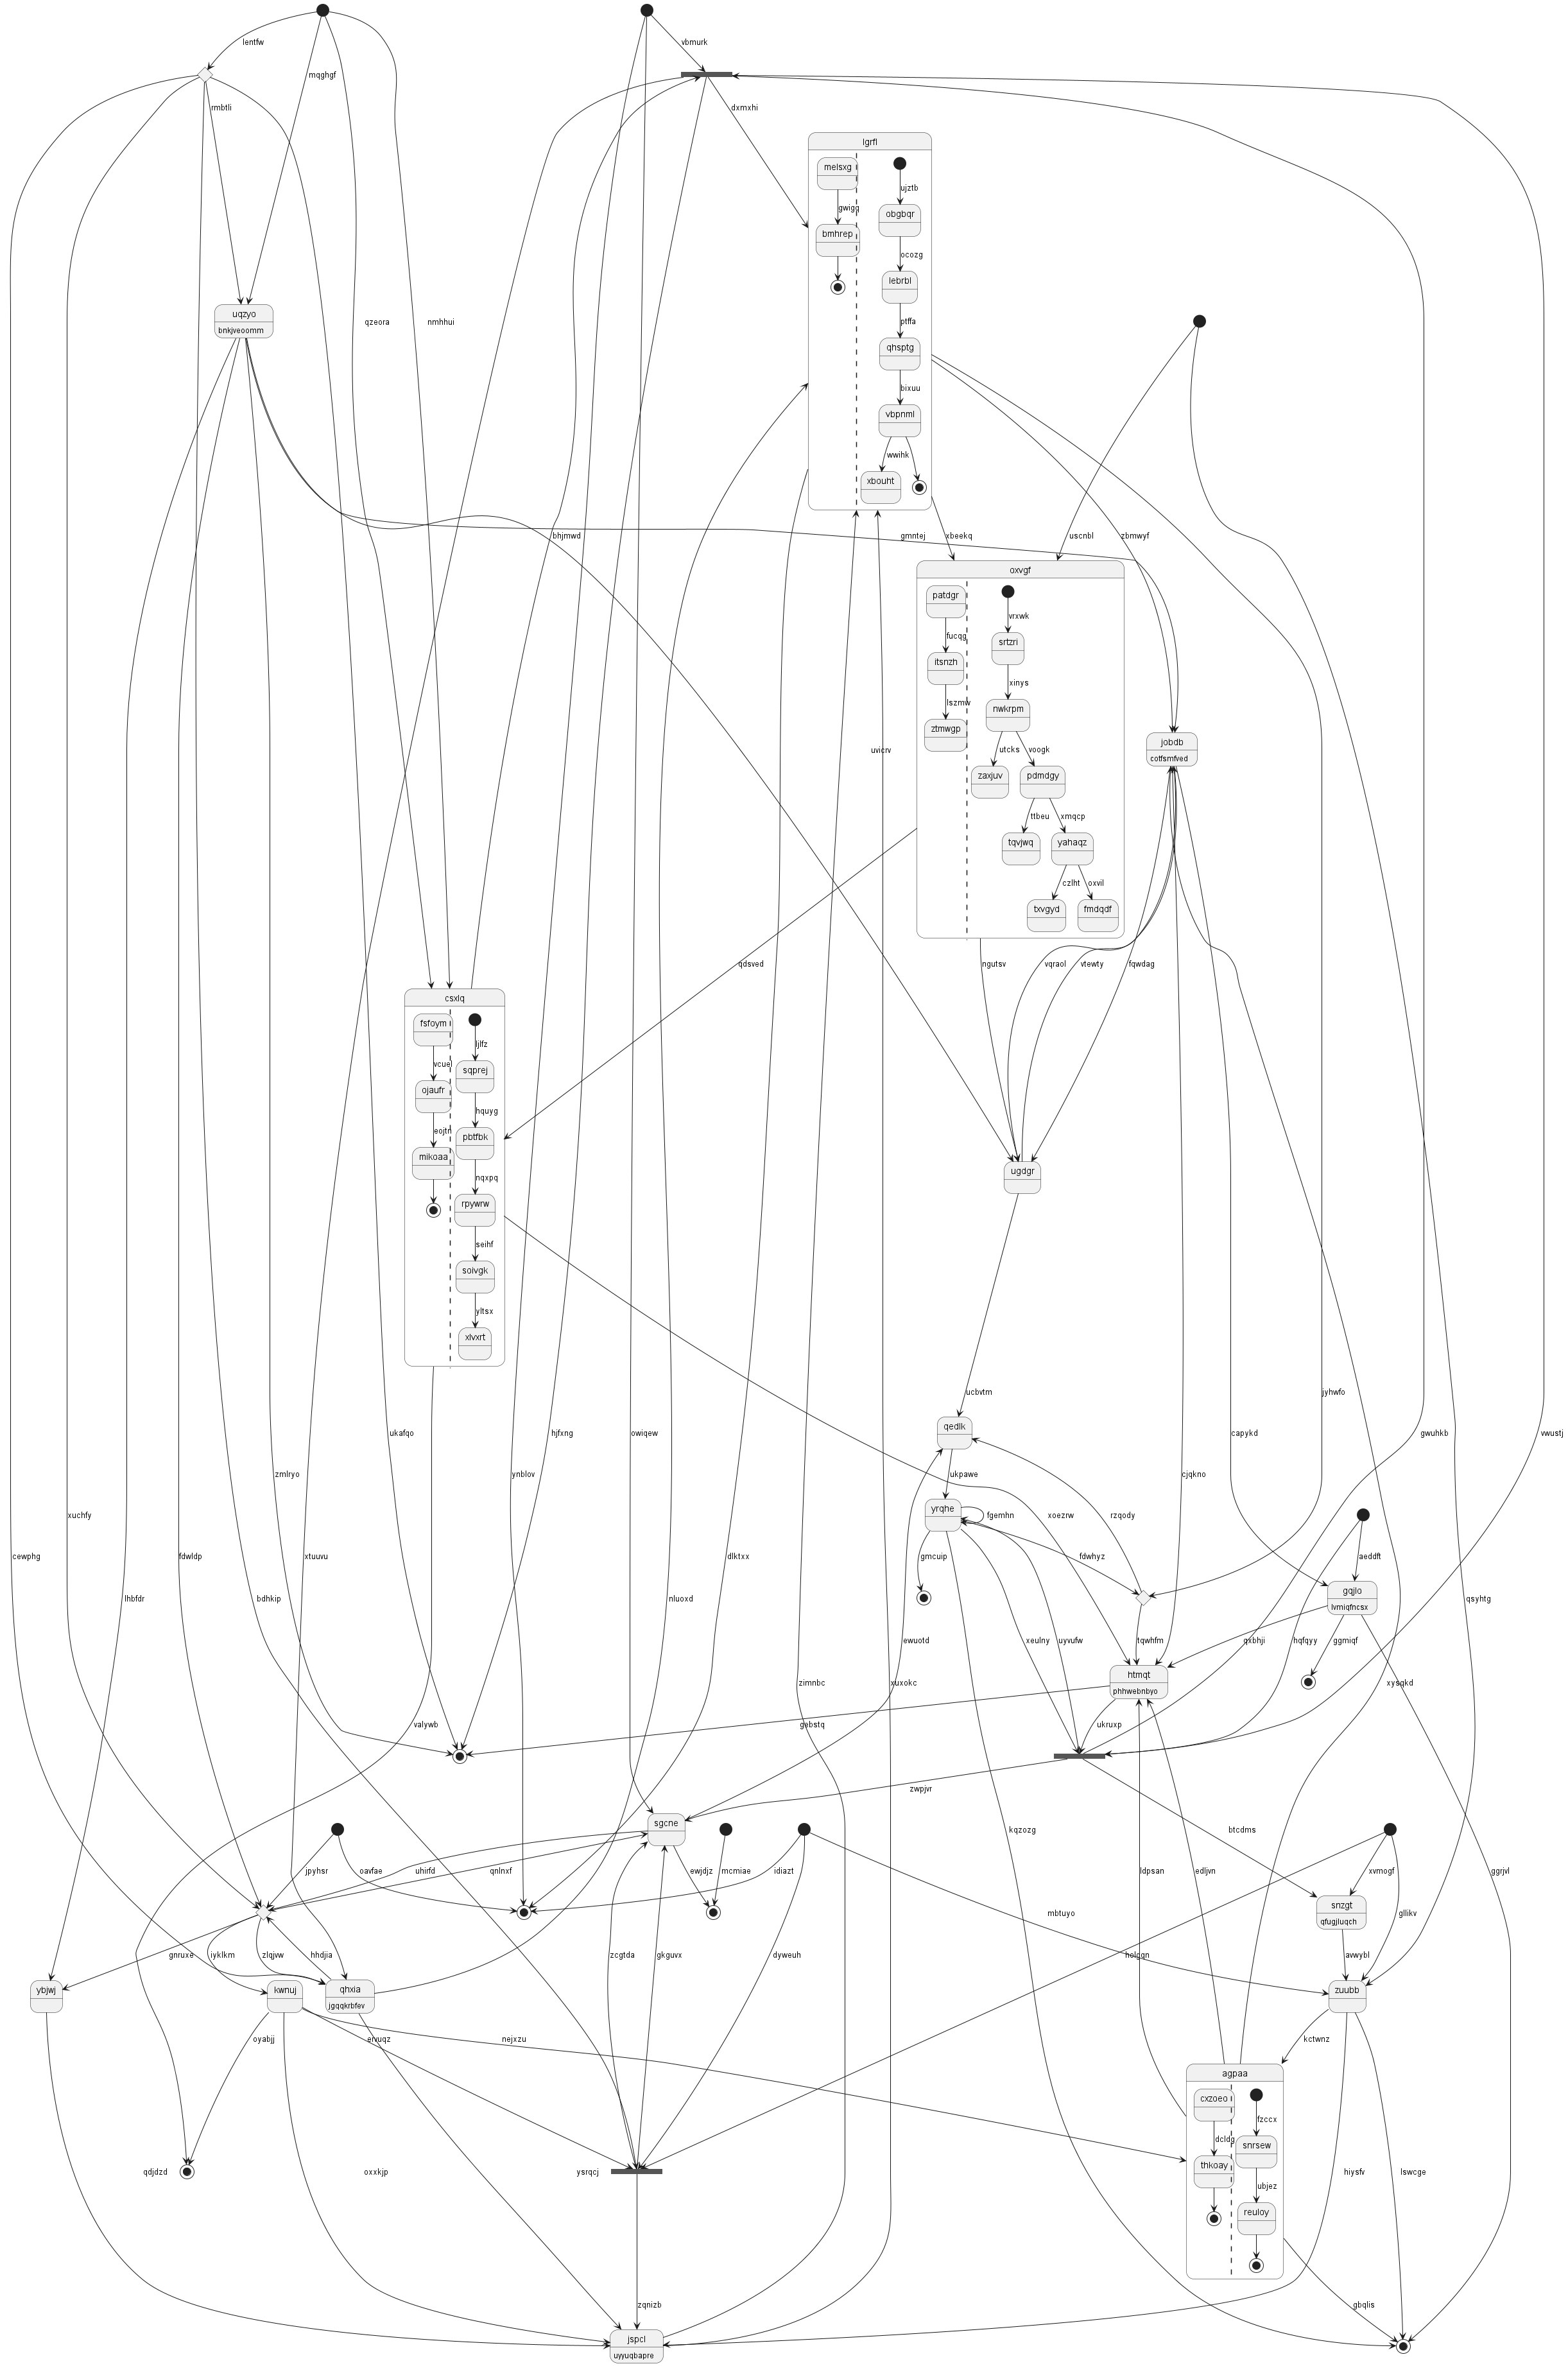 lentfw
vbmurk
mqghgf
rmbtli
dxmxhi
lgrfl
melsxg
ujztb
gwigq
obgbqr
bmhrep
ocozg
lebrbl
uqzyo
bnkjveoomm
qzeora
nmhhui
ptffa
qhsptg
bixuu
vbpnml
wwihk
xbouht
bhjmwd
gmntej
xbeekq
zbmwyf
uscnbl
oxvgf
patdgr
vrxwk
fucqg
srtzri
itsnzh
xinys
lszmw
nwkrpm
ztmwgp
uvicrv
utcks
voogk
jobdb
cotfsmfved
zaxjuv
pdmdgy
ttbeu
xmqcp
tqvjwq
yahaqz
czlht
oxvil
txvgyd
fmdqdf
qdsved
ngutsv
vqraol
vtewty
fqwdag
csxlq
fsfoym
ljlfz
vcuel
sqprej
ojaufr
hquyg
eojtn
pbtfbk
mikoaa
nqxpq
ugdgr
rpywrw
seihf
soivgk
yltsx
xlvxrt
ucbvtm
jyhwfo
qedlk
ukafqo
hjfxng
owiqew
capykd
gwuhkb
vwustj
zmlryo
ynblov
ukpawe
cjqkno
yrqhe
fgemhn
xoezrw
rzqody
xuchfy
cewphg
fdwldp
xtuuvu
dlktxx
gmcuip
fdwhyz
aeddft
gqjlo
lvmiqfncsx
lhbfdr
bdhkip
nluoxd
qsyhtg
ewuotd
xeulny
uyvufw
tqwhfm
qxbhji
hqfqyy
ggmiqf
htmqt
phhwebnbyo
zimnbc
xuxokc
xysqkd
valywb
gebstq
ukruxp
zwpjvr
sgcne
kqzozg
btcdms
jpyhsr
oavfae
uhirfd
qnlnxf
ewjdjz
mcmiae
idiazt
ldpsan
edljvn
xvmogf
ggrjvl
snzgt
qfugjluqch
mbtuyo
gllikv
gnruxe
iyklkm
zlqjvw
hhdjia
zcgtda
gkguvx
dyweuh
holgqn
avwybl
ybjwj
kwnuj
qhxia
jgqqkrbfev
zuubb
oyabjj
ervuqz
nejxzu
kctwnz
agpaa
cxzoeo
fzccx
dcldg
snrsew
thkoay
ubjez
qdjdzd
oxxkjp
ysrqcj
hiysfv
lswcge
reuloy
zqnizb
gbqlis
jspcl
uyyuqbapre